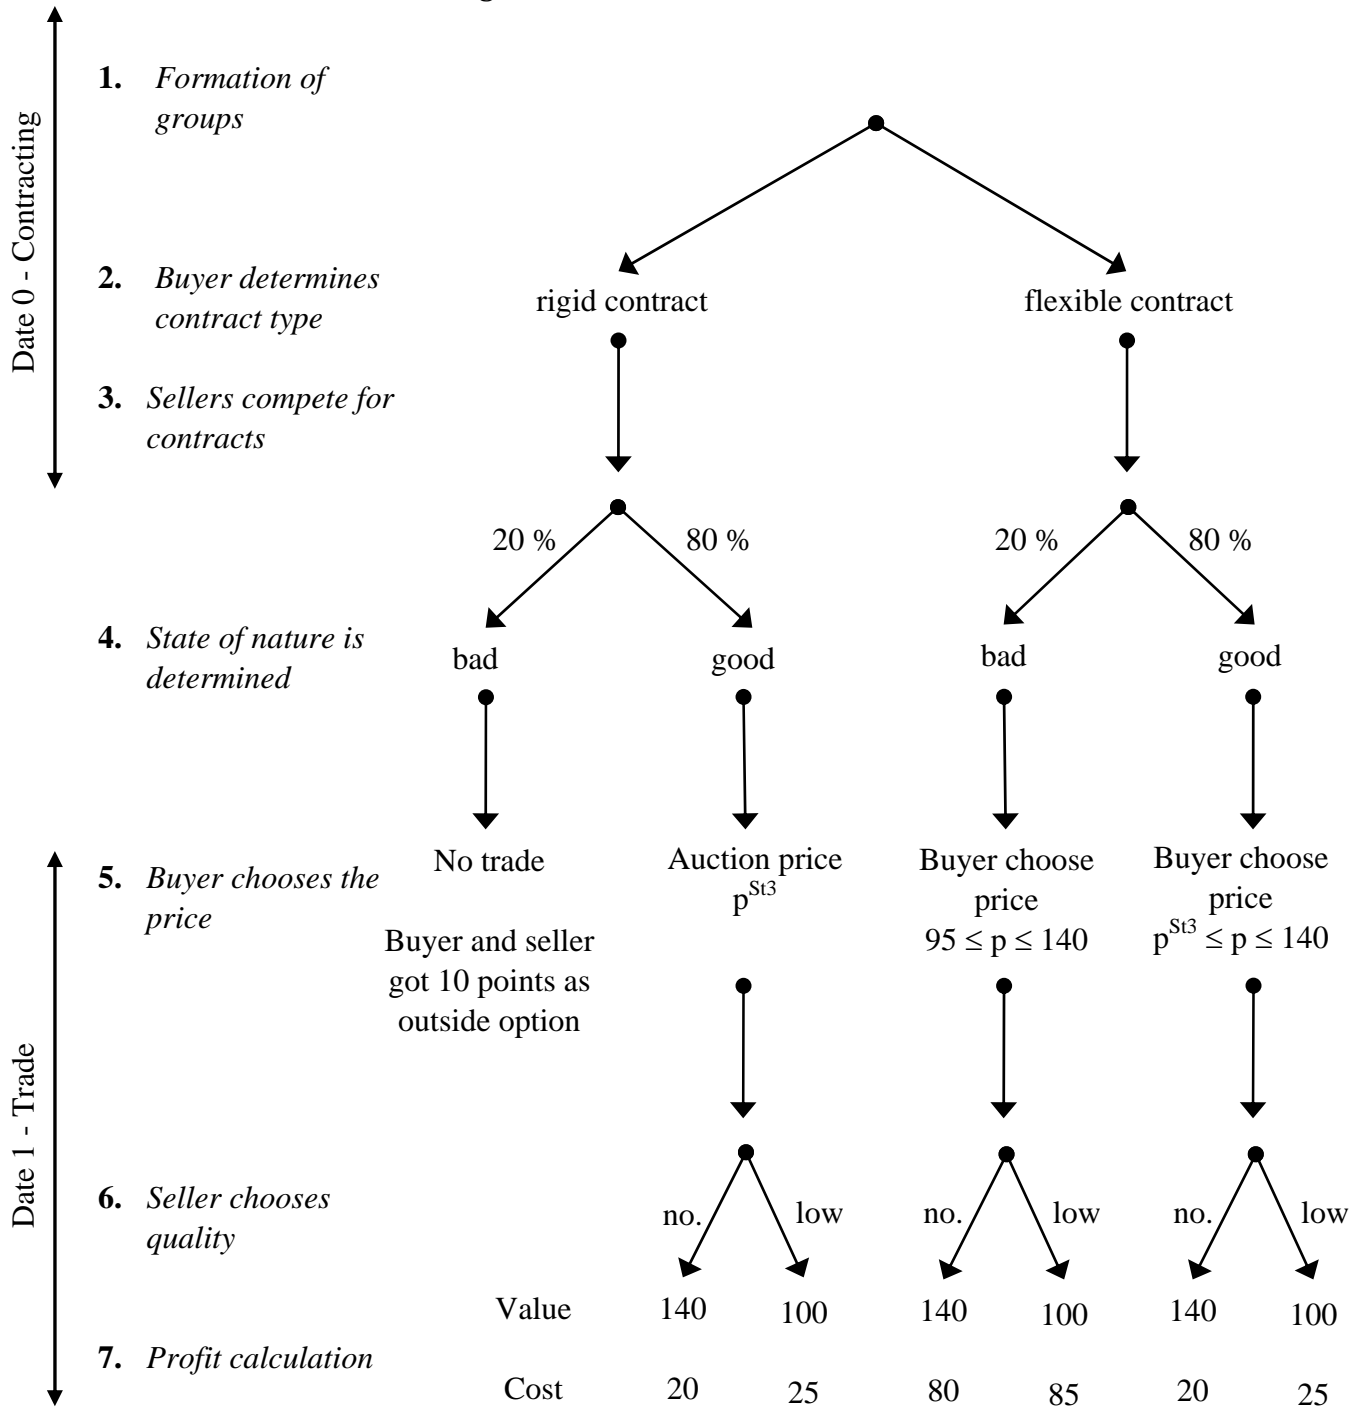 Date 0 - Contracting
1. Formation of
groups
2. Buyer determines
contract type
rigid contract
flexible contract
3. Sellers compete for
contracts
20 %
80 %
20 %
80 %
4. State of nature is
determined
bad
good
bad
good
Date 1 - Trade
5. Buyer chooses the
price
No trade
Buyer and seller
got 10 points as
outside option
Auction price
p^St3
Buyer choose
price
95 ≤ p ≤ 140
Buyer choose
price
p^St3 ≤ p ≤ 140
6. Seller chooses
quality
no. low
no. low
no. low
Value 140 100 140 100 140 100
7. Profit calculation
Cost 20 25 80 85 20 25